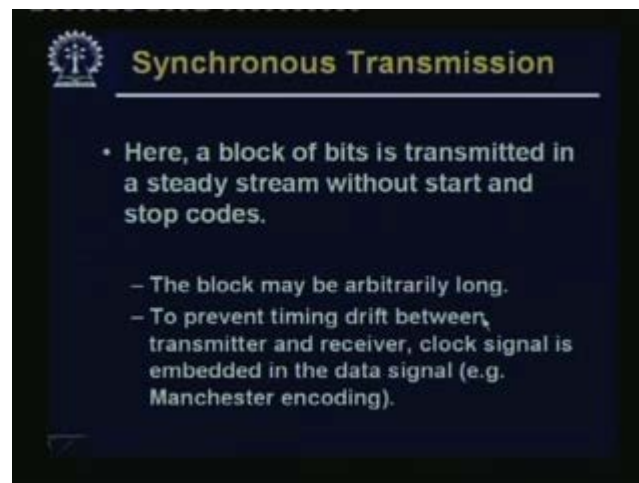 Synchronous Transmission
• Here, a block of bits is transmitted in
a steady stream without start and
stop codes.
– The block may be arbitrarily long.
– To prevent timing drift between
transmitter and receiver, clock signal is
embedded in the data signal (e.g.
Manchester encoding).